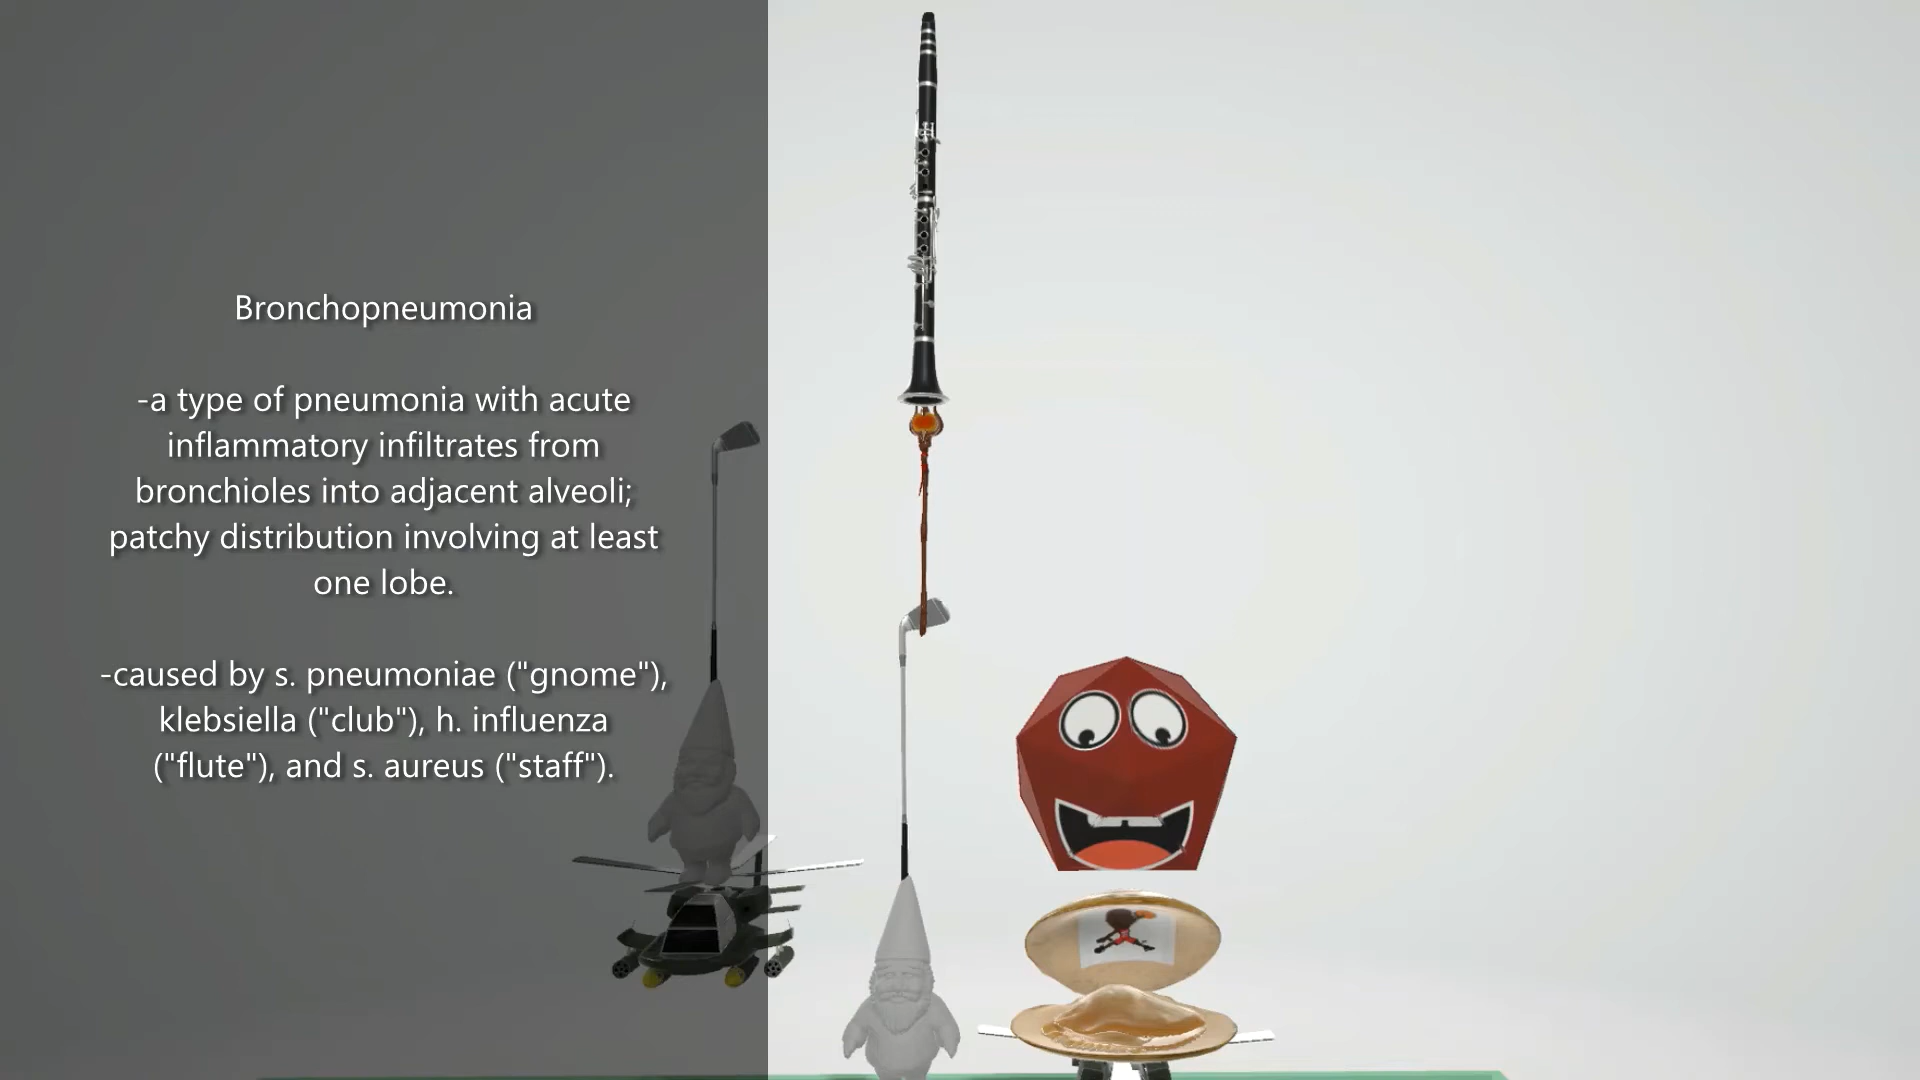 Bronchopneumonia
-a type of pneumonia with acute
inflammatory infiltrates from
bronchioles into adjacent alveoli;
patchy distribution involving at least
one lobe.
-caused by s. pneumoniae ("gnome"),
klebsiella ("club"), h. influenza
("flute"), and s. aureus ("staff").